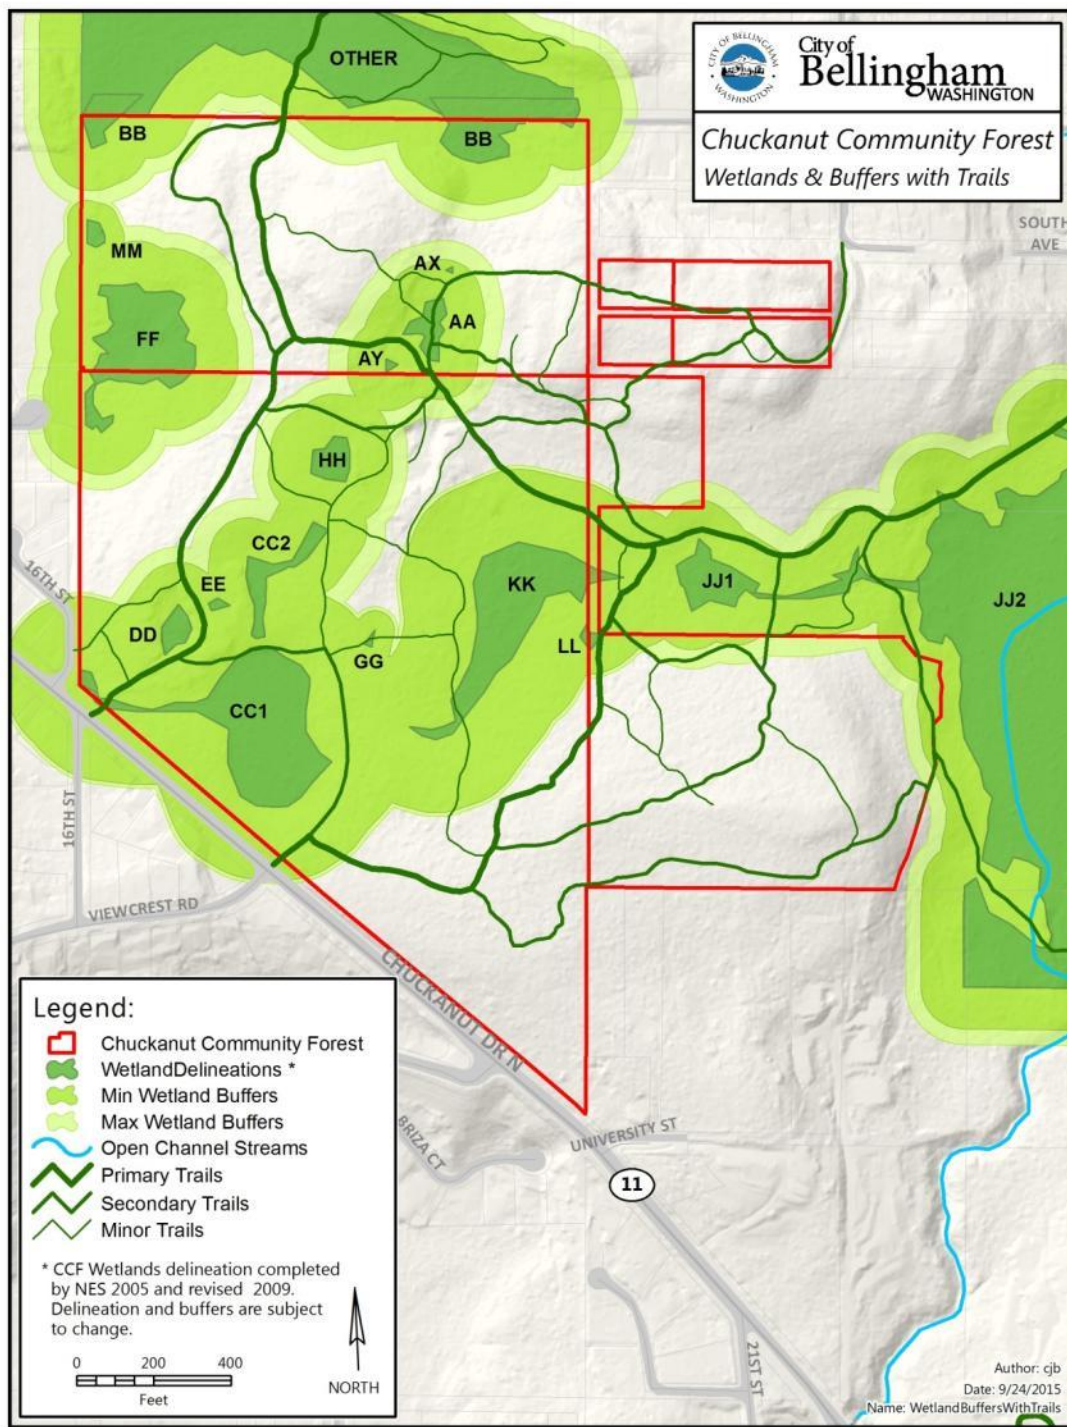 CITY OF BELLINGHAM
WASHINGTON
City of
Bellingham
WASHINGTON
Chuckanut Community Forest
Wetlands & Buffers with Trails
OTHER
BB
BB
SOUTH
AVE
MM
AX
FF
AA
AY
HH
CC2
16TH ST
EE
KK
JJ1
JJ2
DD
GG
LL
CC1
16TH ST
VIEWCREST RD
CHUCKANUT DR N
BRIZA CT
UNIVERSITY ST
11
21ST ST
Legend:
Chuckanut Community Forest
WetlandDelineations *
Min Wetland Buffers
Max Wetland Buffers
Open Channel Streams
Primary Trails
Secondary Trails
Minor Trails
* CCF Wetlands delineation completed
by NES 2005 and revised 2009.
Delineation and buffers are subject
to change.
0 200 400
Feet
NORTH
Author: cjb
Date: 9/24/2015
Name: WetlandBuffersWithTrails